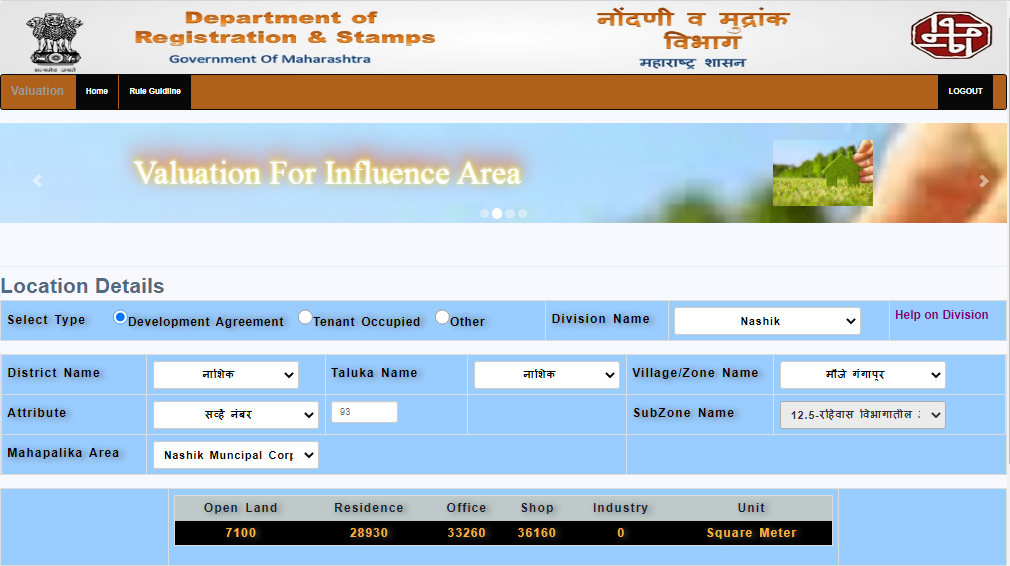 Department of
Registration & Stamps
Government Of Maharashtra
नोंदणी व मुद्रांक
विभाग
महाराष्ट्र शासन
सत्यमेव जयते
Valuation Home Rule Guidline LOGOUT
Valuation For Influence Area
Location Details
Select Type Development Agreement Tenant Occupied Other Division Name Nashik Help on Division
District Name नाशिक Taluka Name नाशिक Village/Zone Name मौजे गंगापूर
Attribute सर्व्हे नंबर 93 SubZone Name 12.5-रहिवास विभागातील
Mahapalika Area Nashik Muncipal Corp
Open Land Residence Office Shop Industry Unit
7100 28930 33260 36160 0 Square Meter